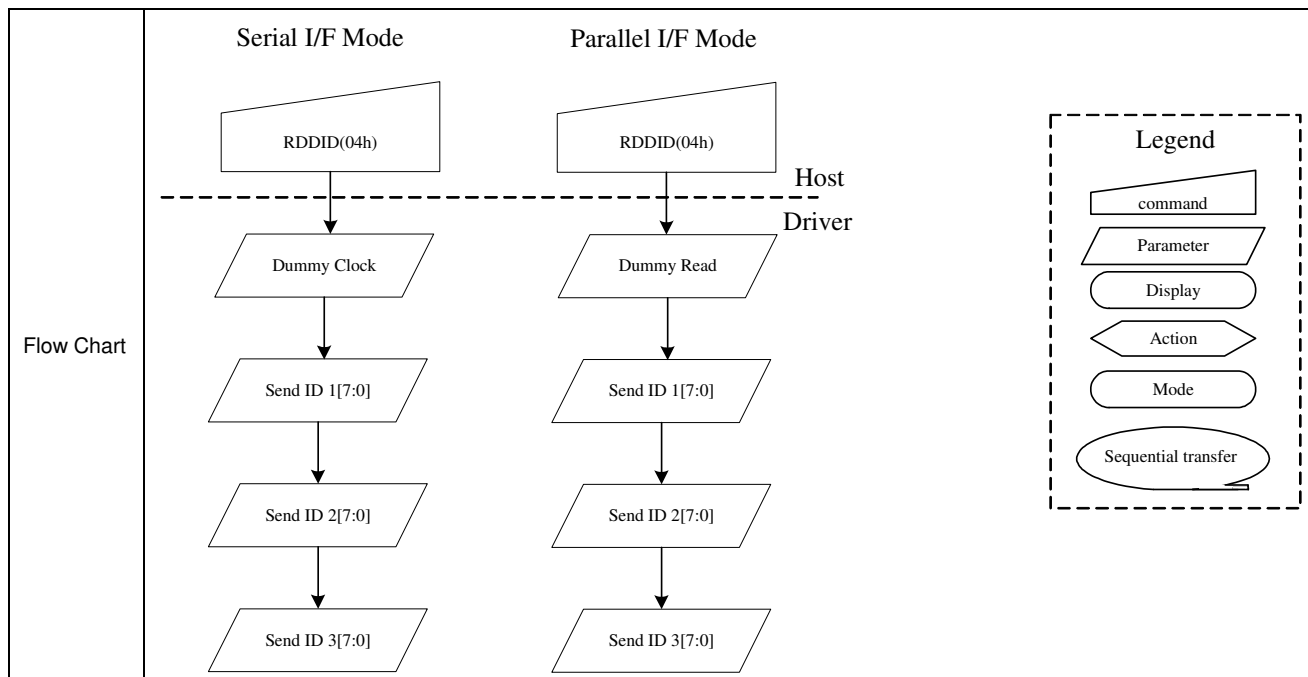 Flow Chart
Serial I/F Mode
RDDID(04h)
Dummy Clock
Send ID 1[7:0]
Send ID 2[7:0]
Send ID 3[7:0]
Parallel I/F Mode
RDDID(04h)
Host
Driver
Dummy Read
Send ID 1[7:0]
Send ID 2[7:0]
Send ID 3[7:0]
Legend
command
Parameter
Display
Action
Mode
Sequential transfer